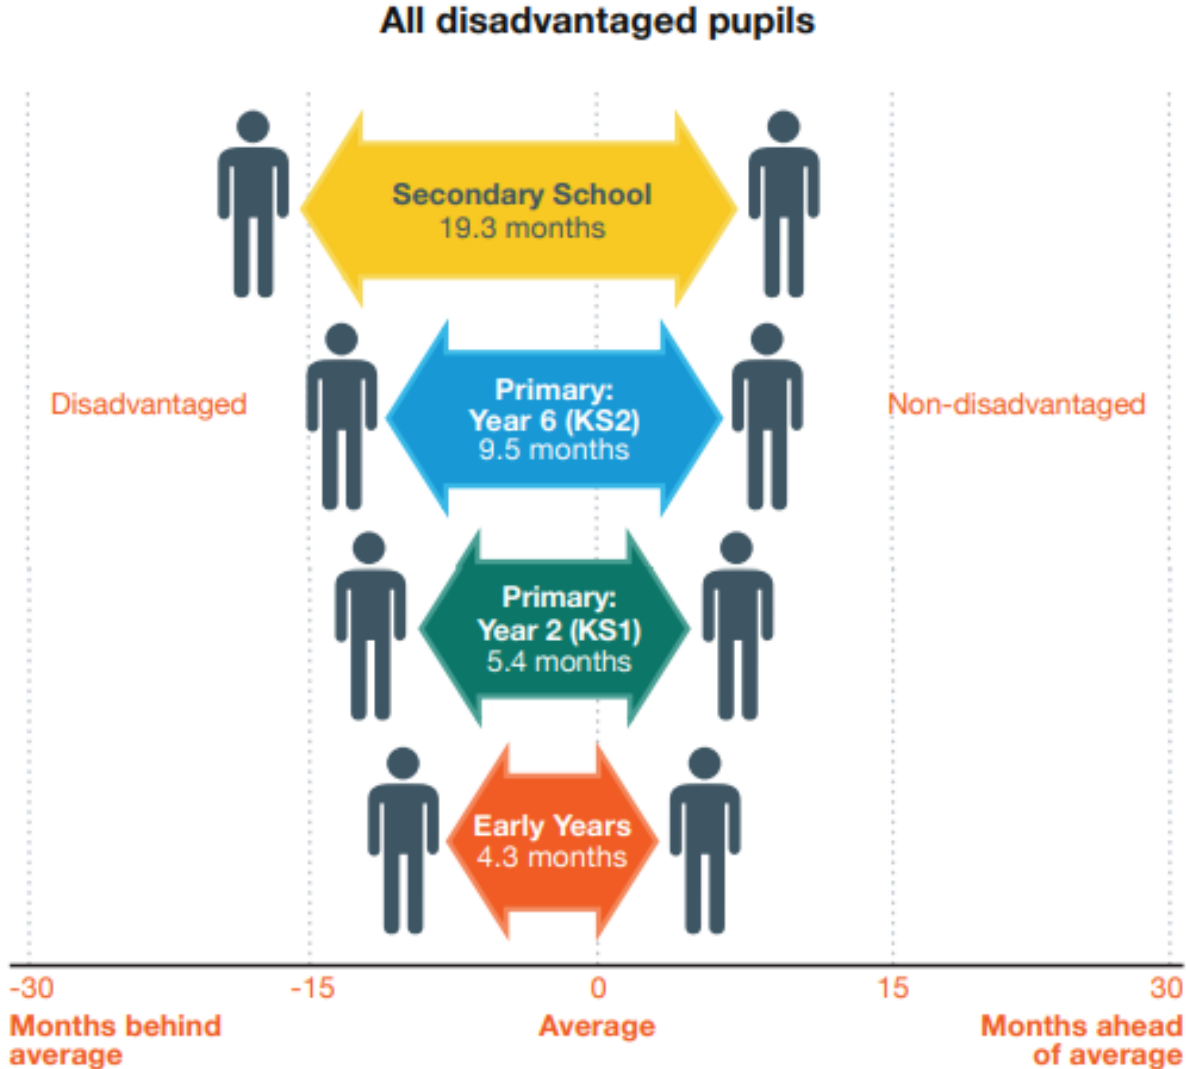 All disadvantaged pupils
Secondary School
19.3 months
Disadvantaged
Primary:
Year 6 (KS2)
9.5 months
Non-disadvantaged
Primary:
Year 2 (KS1)
5.4 months
Early Years
4.3 months
-30
-15
0
15
30
Months behind
average
Average
Months ahead
of average